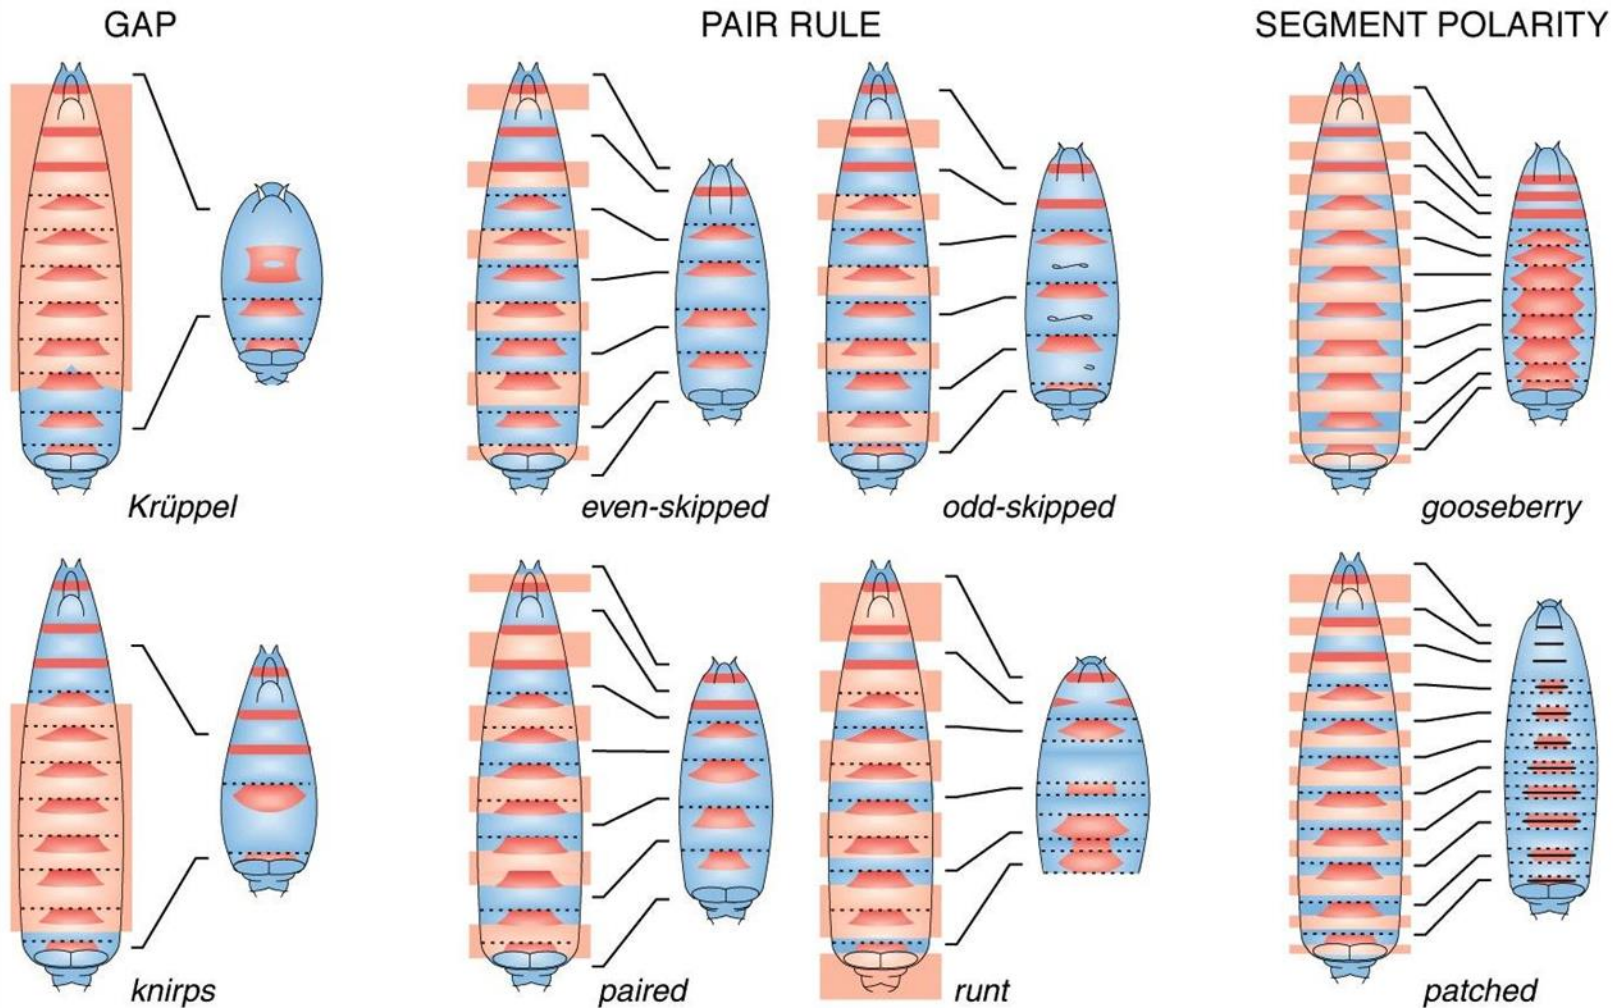 GAP
PAIR RULE
SEGMENT POLARITY
Krüppel
even-skipped
odd-skipped
gooseberry
knirps
paired
runt
patched